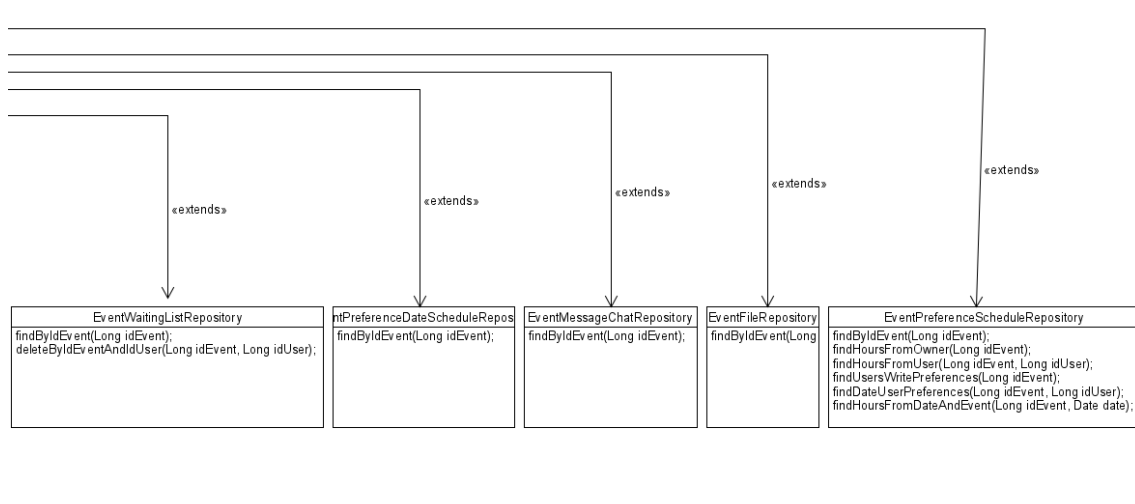 «extends»
«extends»
«extends»
«extends»
«extends»
EventWaitingListRepository
findByIdEvent(Long idEvent);
deleteByIdEventAndIdUser(Long idEvent, Long idUser);
ntPreferenceDateScheduleRepos
findByIdEvent(Long idEvent);
EventMessageChatRepository
findByIdEvent(Long idEvent);
EventFileRepository
findByIdEvent(Long
EventPreferenceScheduleRepository
findByIdEvent(Long idEvent);
findHoursFromOwner(Long idEvent);
findHoursFromUser(Long idEvent, Long idUser);
findUsersWritePreferences(Long idEvent);
findDateUserPreferences(Long idEvent, Long idUser);
findHoursFromDateAndEvent(Long idEvent, Date date);